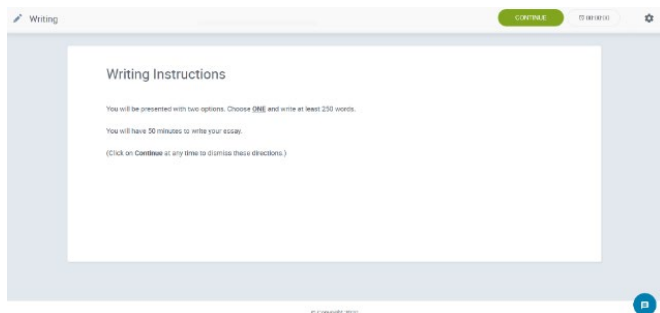 Writing
CONTINUE
Writing Instructions
You will be presented with two options. Choose ONE and write at least 250 words.
You will have 50 minutes to write your essay.
(Click on Continue at any time to dismiss these directions.)